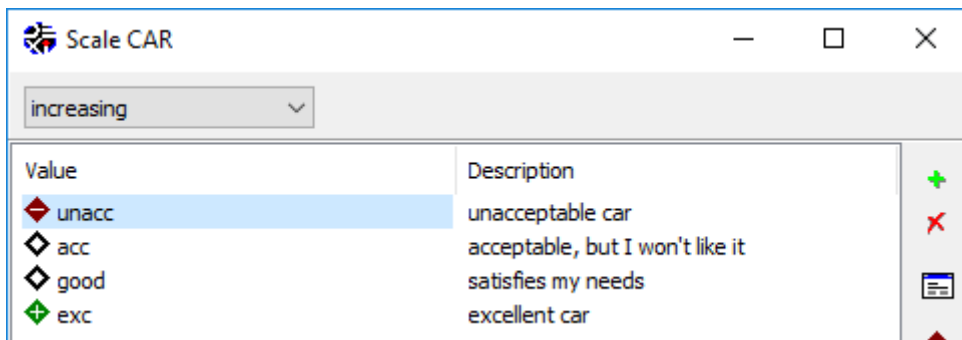 Scale CAR
increasing
Value Description
unacc unacceptable car
acc acceptable, but I won't like it
good satisfies my needs
exc excellent car